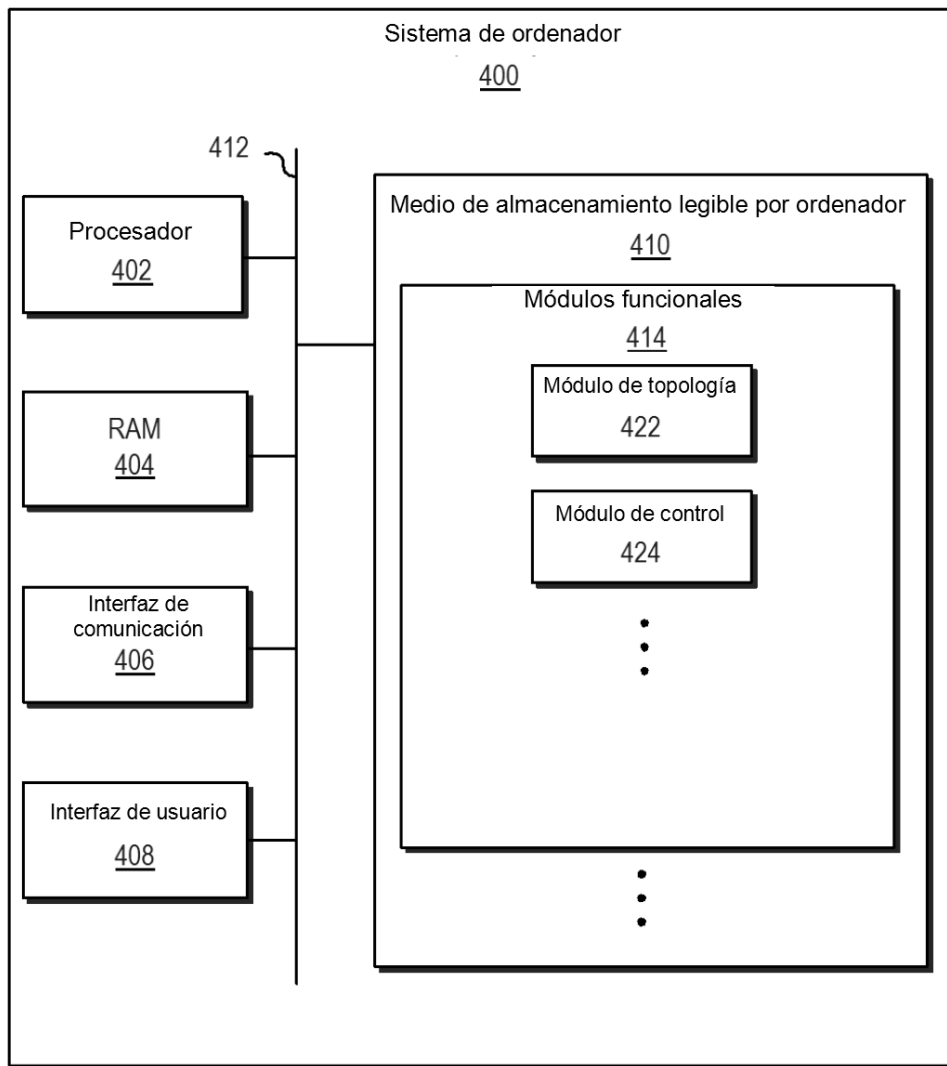 Sistema de ordenador
400
412
Procesador
402
RAM
404
Interfaz de
comunicación
406
Interfaz de usuario
408
Medio de almacenamiento legible por ordenador
410
Módulos funcionales
414
Módulo de topología
422
Módulo de control
424